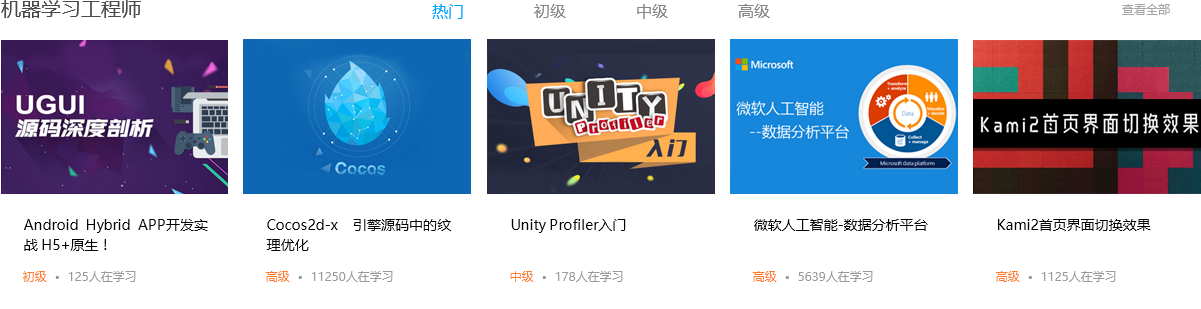 机器学习工程师
热门 初级 中级 高级 查看全部
UGUI
源码深度剖析
Cocos
UNITY
PROFILER
入门
Microsoft
微软人工智能
--数据分析平台
Transform + analyze
Visualize + decide
Data
Collect + manage
Microsoft data platform
Kami2首页界面切换效果
Android Hybrid APP开发实
战 H5+原生！
初级 • 125人在学习
Cocos2d-x 引擎源码中的纹
理优化
高级 • 11250人在学习
Unity Profiler入门
中级 • 178人在学习
微软人工智能-数据分析平台
高级 • 5639人在学习
Kami2首页界面切换效果
高级 • 1125人在学习